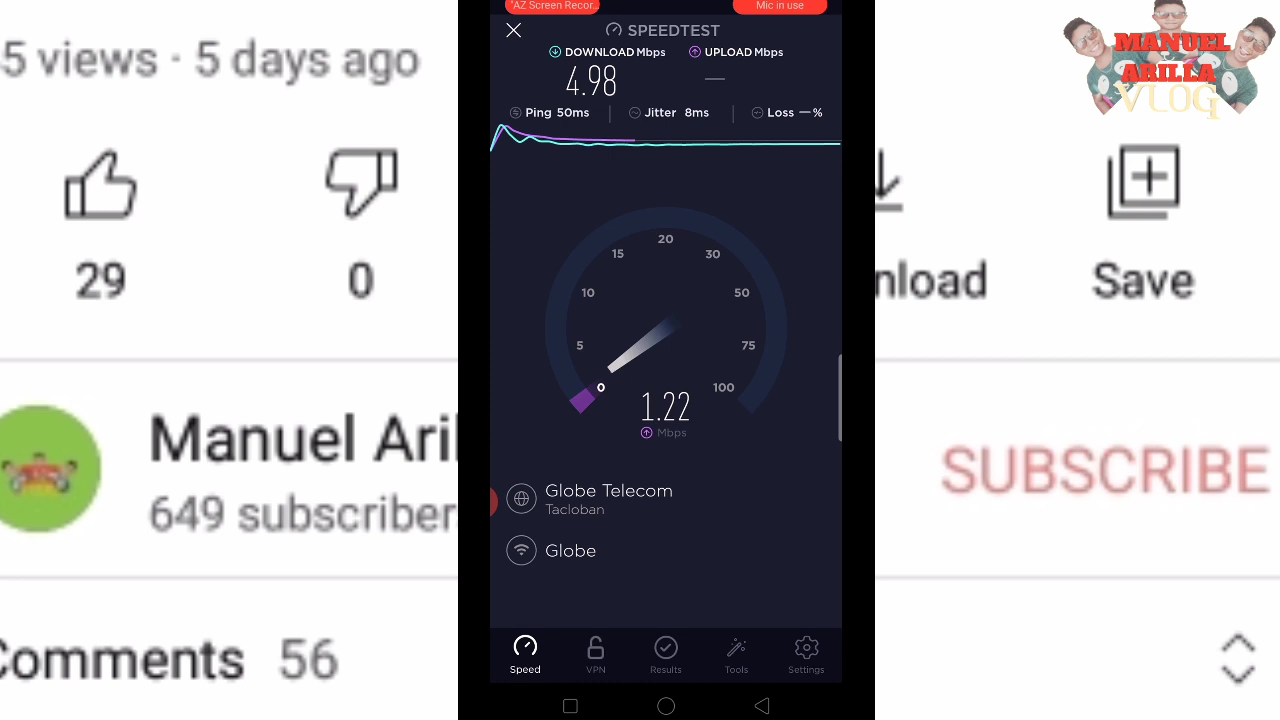 5 views · 5 days ago
29
0
nload
Save
Manuel Aril
649 subscriber
SUBSCRIBE
Comments 56
AZ Screen Recor...
Mic in use
SPEEDTEST
DOWNLOAD Mbps
UPLOAD Mbps
4.98
—
Ping 50ms
Jitter 8ms
Loss — %
0
5
10
15
20
30
50
75
100
1.22
Mbps
Globe Telecom
Tacloban
Globe
Speed
VPN
Results
Tools
Settings
MANUEL
ARILLA
VLOG